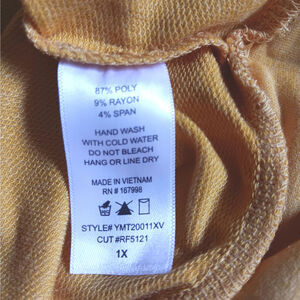 87% POLY
9% RAYON
4% SPAN
HAND WASH
WITH COLD WATER
DO NOT BLEACH
HANG OR LINE DRY
MADE IN VIETNAM
RN # 167998
STYLE# YMT20011XV
CUT #RF5121
1X